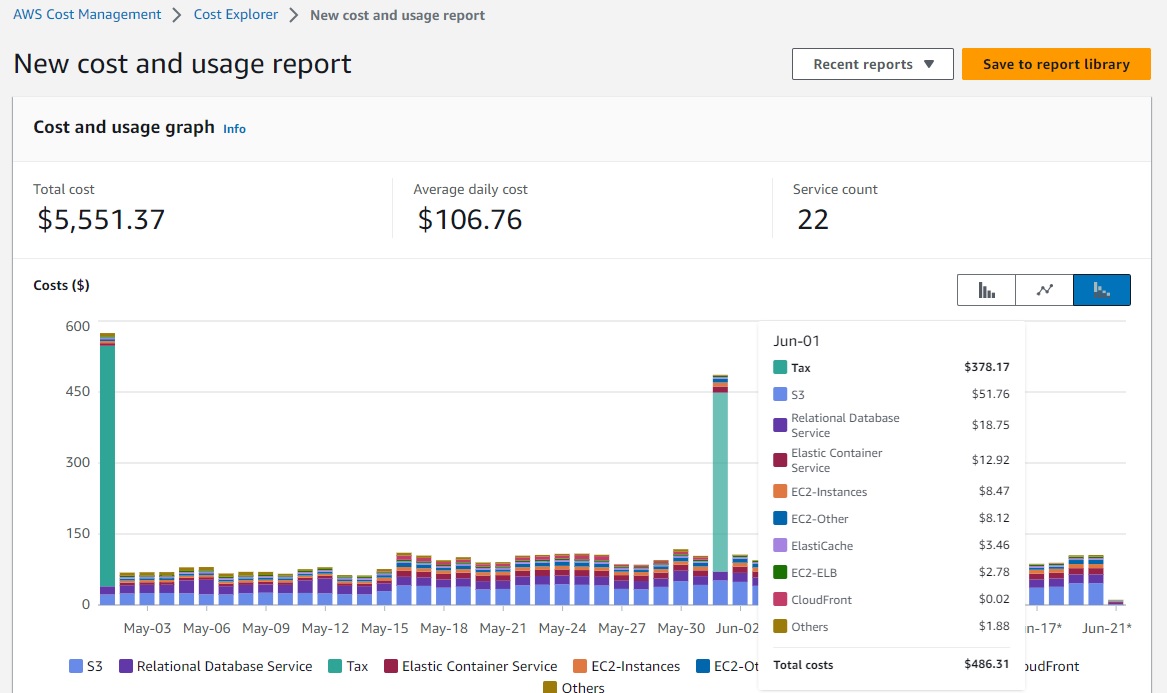 AWS Cost Management > Cost Explorer > New cost and usage report
New cost and usage report
Recent reports ▼
Save to report library
Cost and usage graph Info
Total cost
$5,551.37
Average daily cost
$106.76
Service count
22
Costs ($)
600
450
300
150
0
May-03 May-06 May-09 May-12 May-15 May-18 May-21 May-24 May-27 May-30 Jun-02 n-17* Jun-21*
Jun-01
Tax $378.17
S3 $51.76
Relational Database
Service $18.75
Elastic Container
Service $12.92
EC2-Instances $8.47
EC2-Other $8.12
ElastiCache $3.46
EC2-ELB $2.78
CloudFront $0.02
Others $1.88
Total costs $486.31
S3 Relational Database Service Tax Elastic Container Service EC2-Instances EC2-Ot oudFront
Others